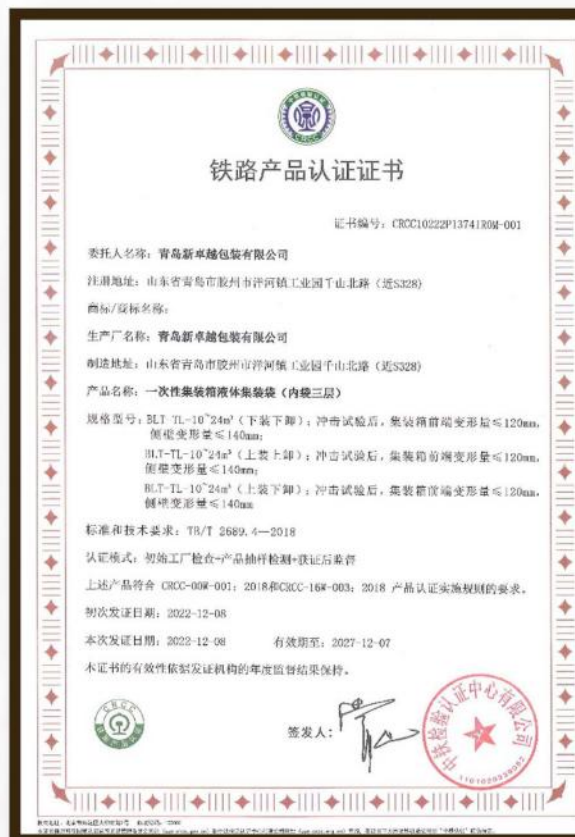 铁路产品认证证书
证书编号：CRCC10222P13741R0M-001
委托人名称：青岛新卓越包装有限公司
注册地址：山东省青岛市胶州市洋河镇工业园千山北路（近S328）
商标/商标名称：
生产厂名称：青岛新卓越包装有限公司
制造地址：山东省青岛市胶州市洋河镇工业园千山北路（近S328）
产品名称：一次性集装箱液体集装袋（内袋三层）
规格型号：BLT-TL-10~24m³（下装下卸）；冲击试验后，集装箱前端变形量≤120mm，
侧壁变形量≤140mm；
BLT-TL-10~24m³（上装上卸）；冲击试验后，集装箱前端变形量≤120mm，
侧壁变形量≤140mm；
BLT-TL-10~24m³（上装下卸）；冲击试验后，集装箱前端变形量≤120mm，
侧壁变形量≤140mm
标准和技术要求：TB/T 2689.4—2018
认证模式：初始工厂检查+产品抽样检测+获证后监督
上述产品符合 CRCC-00W-001：2018和CRCC-16W-003：2018 产品认证实施规则的要求。
初次发证日期：2022-12-08
本次发证日期：2022-12-08 有效期至：2027-12-07
本证书的有效性依据发证机构的年度监督结果保持。
CRCC
签发人：
中铁检验认证中心有限公司